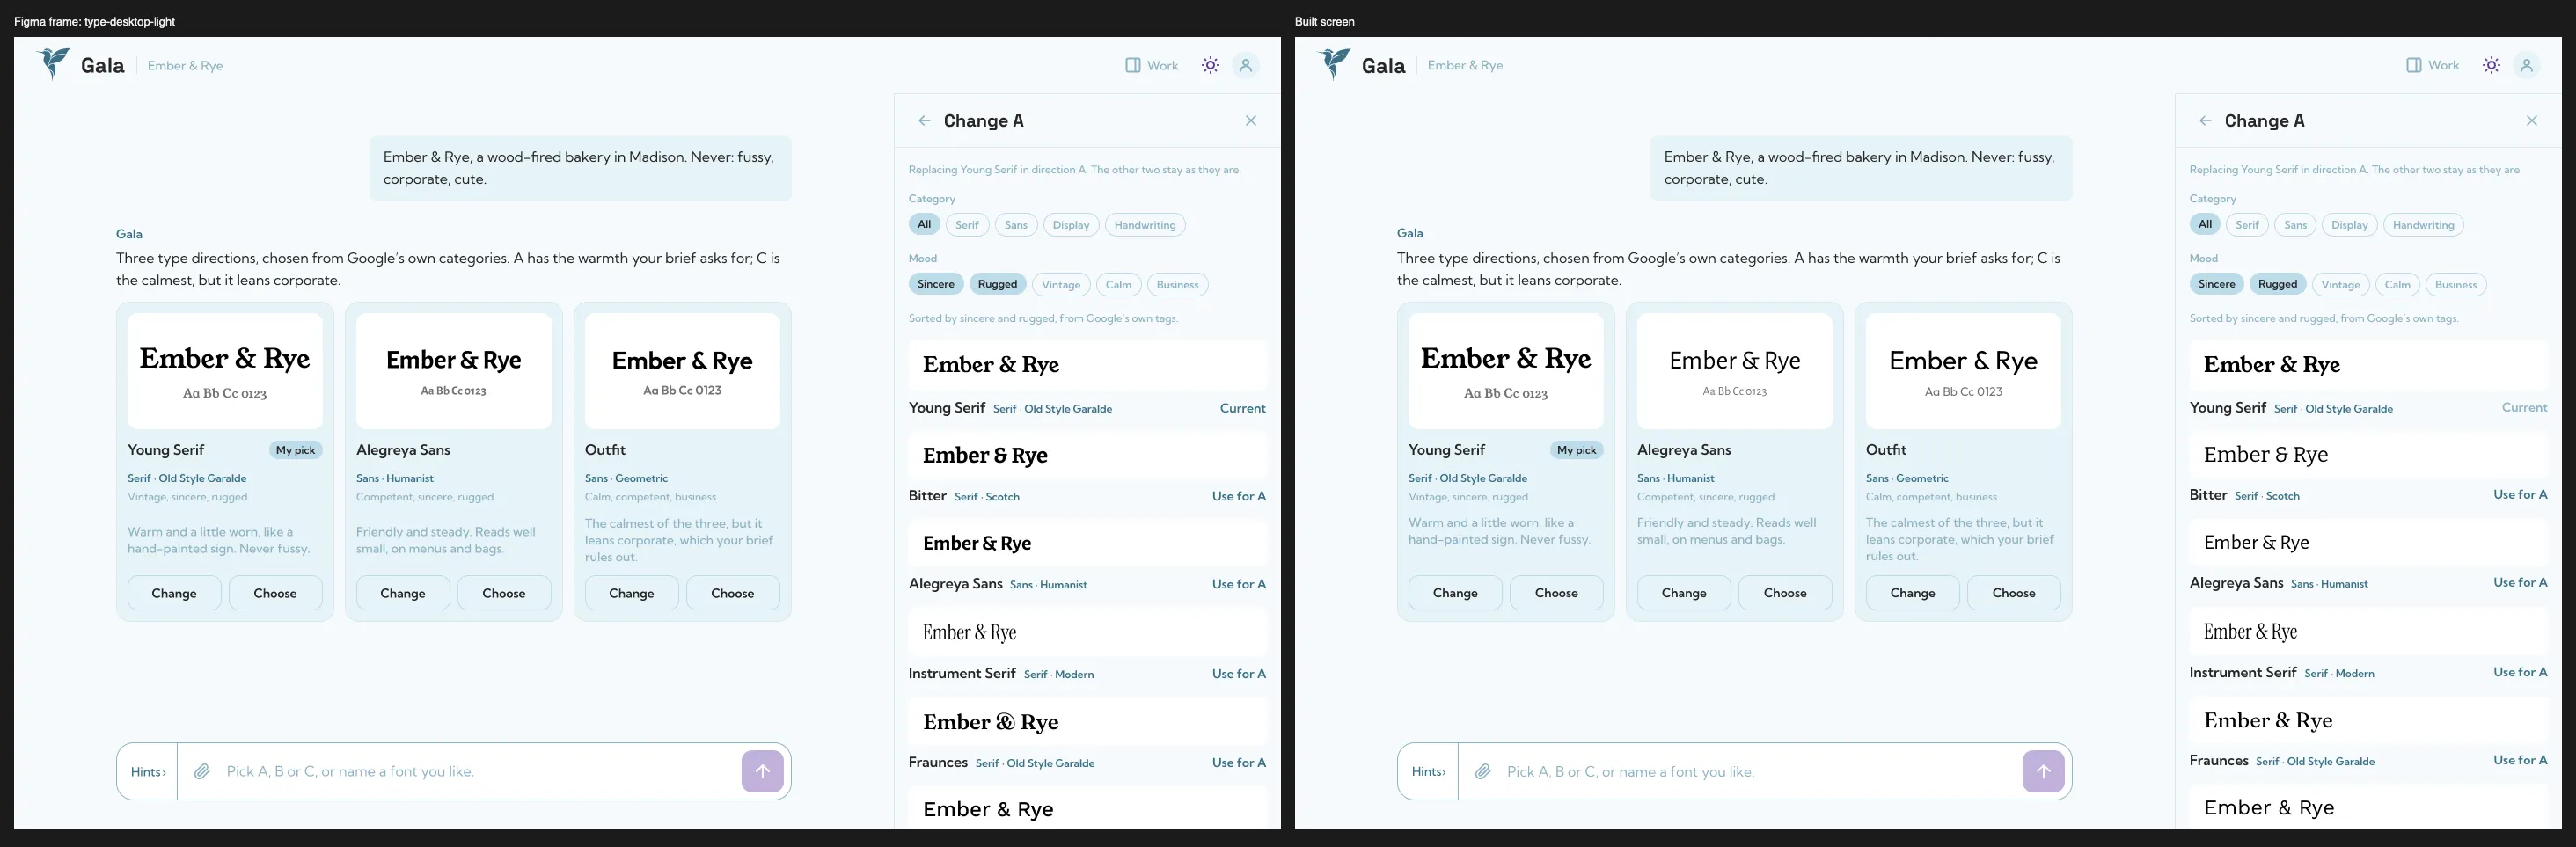 Figma frame: type-desktop-light
Gala
Ember & Rye
Work
Ember & Rye, a wood-fired bakery in Madison. Never: fussy,
corporate, cute.
Gala
Three type directions, chosen from Google’s own categories. A has the warmth your brief asks for; C is
the calmest, but it leans corporate.
Ember & Rye
Aa Bb Cc 0123
Young Serif
My pick
Serif · Old Style Garalde
Vintage, sincere, rugged
Warm and a little worn, like a
hand-painted sign. Never fussy.
Change
Choose
Ember & Rye
Aa Bb Cc 0123
Alegreya Sans
Sans · Humanist
Competent, sincere, rugged
Friendly and steady. Reads well
small, on menus and bags.
Change
Choose
Ember & Rye
Aa Bb Cc 0123
Outfit
Sans · Geometric
Calm, competent, business
The calmest of the three, but it
leans corporate, which your brief
rules out.
Change
Choose
Hints›
Pick A, B or C, or name a font you like.
Change A
Replacing Young Serif in direction A. The other two stay as they are.
Category
All Serif Sans Display Handwriting
Mood
Sincere Rugged Vintage Calm Business
Sorted by sincere and rugged, from Google’s own tags.
Ember & Rye
Young Serif Serif · Old Style Garalde Current
Ember & Rye
Bitter Serif · Scotch Use for A
Ember & Rye
Alegreya Sans Sans · Humanist Use for A
Ember & Rye
Instrument Serif Serif · Modern Use for A
Ember & Rye
Fraunces Serif · Old Style Garalde Use for A
Ember & Rye
Built screen
Gala
Ember & Rye
Work
Ember & Rye, a wood-fired bakery in Madison. Never: fussy,
corporate, cute.
Gala
Three type directions, chosen from Google’s own categories. A has the warmth your brief asks for; C is
the calmest, but it leans corporate.
Ember & Rye
Aa Bb Cc 0123
Young Serif
My pick
Serif · Old Style Garalde
Vintage, sincere, rugged
Warm and a little worn, like a
hand-painted sign. Never fussy.
Change
Choose
Ember & Rye
Aa Bb Cc 0123
Alegreya Sans
Sans · Humanist
Competent, sincere, rugged
Friendly and steady. Reads well
small, on menus and bags.
Change
Choose
Ember & Rye
Aa Bb Cc 0123
Outfit
Sans · Geometric
Calm, competent, business
The calmest of the three, but it
leans corporate, which your brief
rules out.
Change
Choose
Hints›
Pick A, B or C, or name a font you like.
Change A
Replacing Young Serif in direction A. The other two stay as they are.
Category
All Serif Sans Display Handwriting
Mood
Sincere Rugged Vintage Calm Business
Sorted by sincere and rugged, from Google’s own tags.
Ember & Rye
Young Serif Serif · Old Style Garalde Current
Ember & Rye
Bitter Serif · Scotch Use for A
Ember & Rye
Alegreya Sans Sans · Humanist Use for A
Ember & Rye
Instrument Serif Serif · Modern Use for A
Ember & Rye
Fraunces Serif · Old Style Garalde Use for A
Ember & Rye